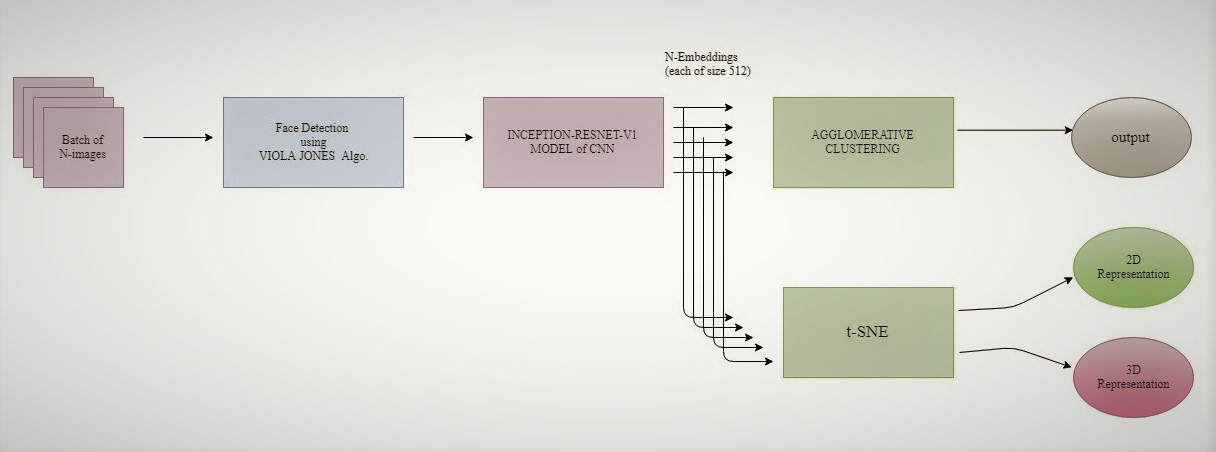 N-Embeddings
(each of size 512)
Batch of
N-images
Face Detection
using
VIOLA JONES Algo.
INCEPTION-RESNET-V1
MODEL of CNN
AGGLOMERATIVE
CLUSTERING
output
2D
Representation
t-SNE
3D
Representation